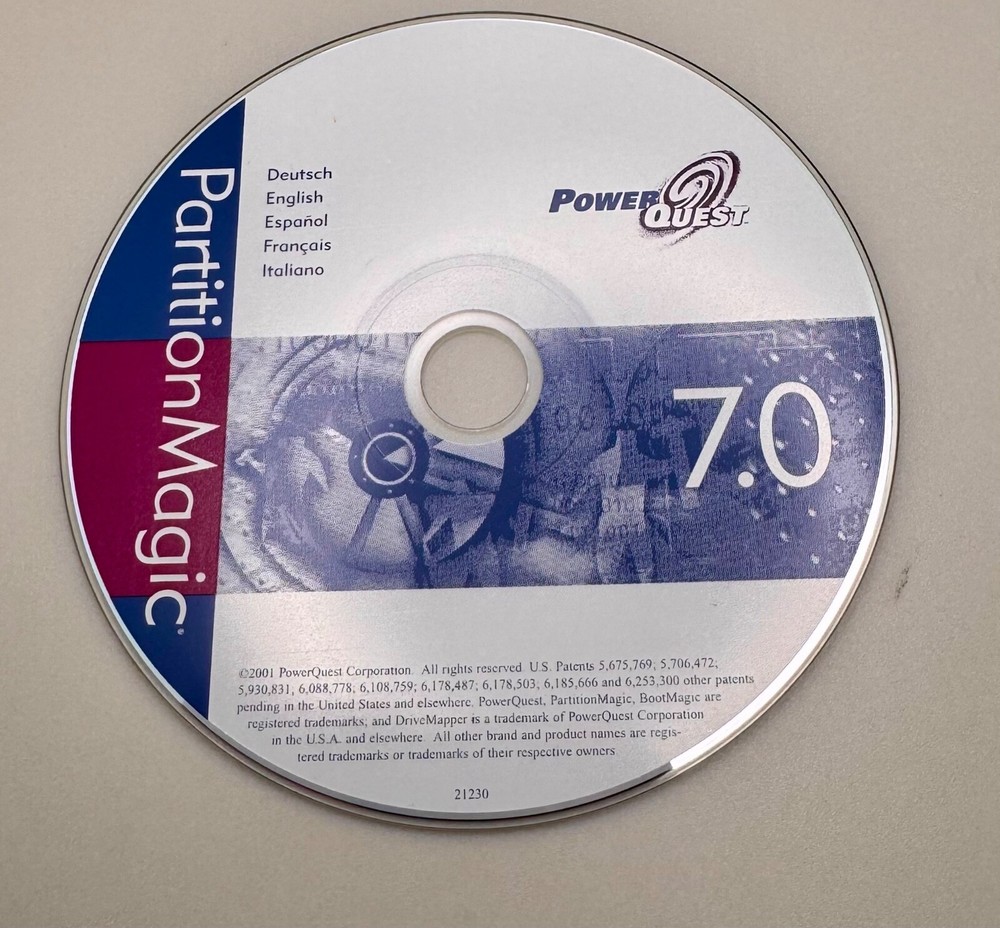 PartitionMagic
Deutsch
English
Español
Français
Italiano
POWERQUEST
7.0
©2001 PowerQuest Corporation. All rights reserved. U.S. Patents 5,675,769; 5,706,472;
5,930,831; 6,088,778; 6,108,759; 6,178,487; 6,178,503; 6,185,666 and 6,253,300 other patents
pending in the United States and elsewhere. PowerQuest, PartitionMagic, BootMagic are
registered trademarks; and DriveMapper is a trademark of PowerQuest Corporation
in the U.S.A. and elsewhere. All other brand and product names are regis-
tered trademarks or trademarks of their respective owners
21230